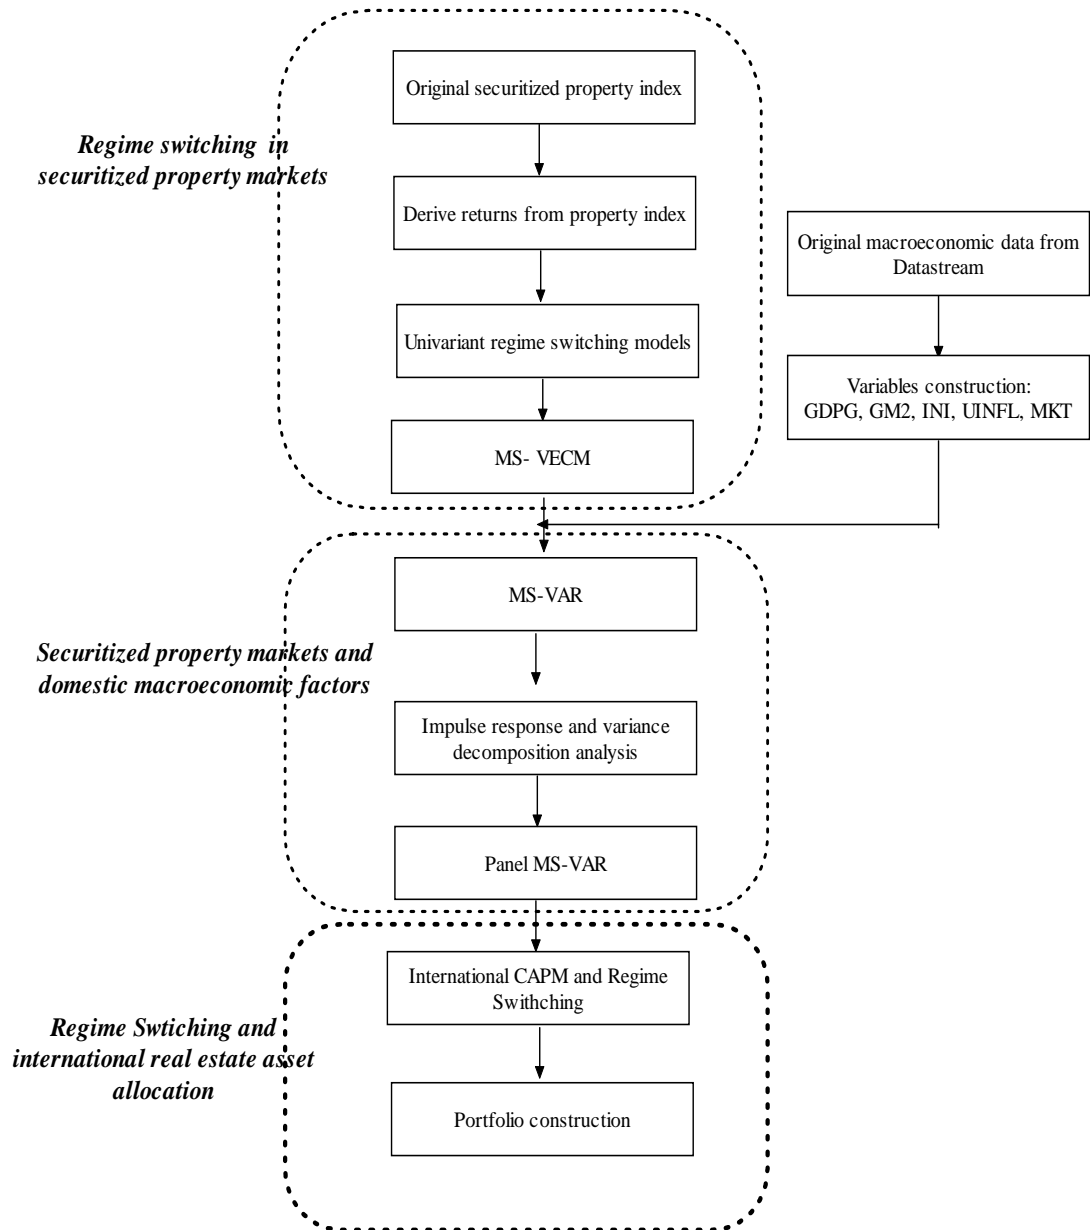 Original securitized property index
Regime switching in
securitized property markets
Derive returns from property index
Original macroeconomic data from
Datastream
Univariant regime switching models
Variables construction:
GDPG, GM2, INI, UINFL, MKT
MS- VECM
MS-VAR
Securitized property markets and
domestic macroeconomic factors
Impulse response and variance
decomposition analysis
Panel MS-VAR
International CAPM and Regime
Swithching
Regime Swtiching and
international real estate asset
allocation
Portfolio construction